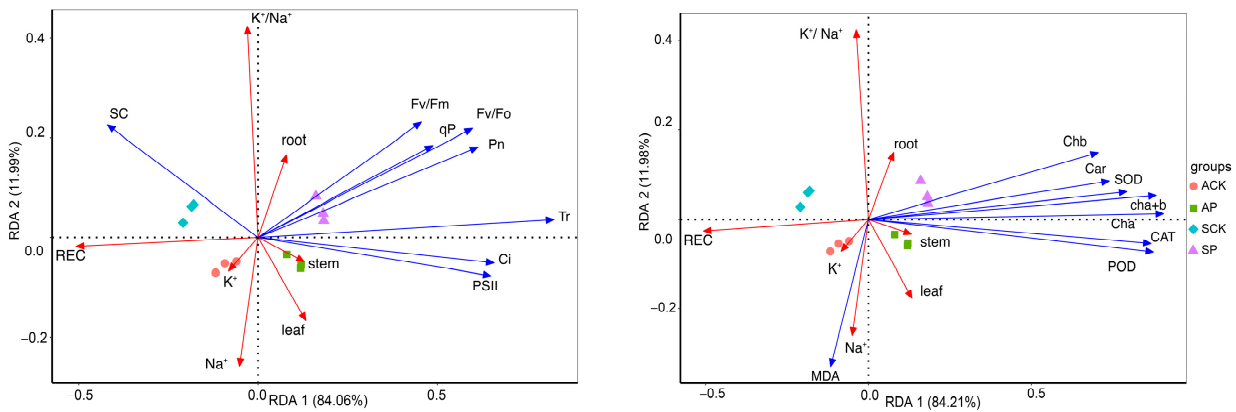 K⁺/Na⁺
0.4
SC
Fv/Fm
Fv/Fo
qP
0.2
root
Pn
RDA 2 (11.99%)
Tr
0.0
REC
Ci
stem
K⁺
PSII
leaf
−0.2
Na⁺
−0.5
0.0
0.5
RDA 1 (84.06%)
K⁺/ Na⁺
0.4
0.2
root
Chb
Car
SOD
RDA 2 (11.98%)
cha+b
Cha
0.0
REC
stem
CAT
K⁺
POD
leaf
−0.2
Na⁺
MDA
−0.5
0.0
0.5
RDA 1 (84.21%)
groups
ACK
AP
SCK
SP